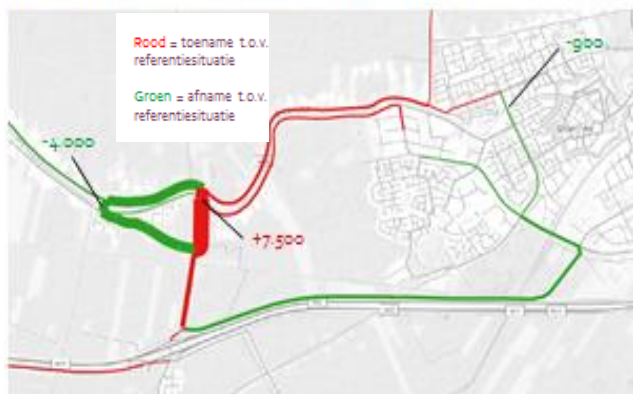 Rood = toename t.o.v.
referentiesituatie
Groen = afname t.o.v.
referentiesituatie
-900.
-4.000
+7.500